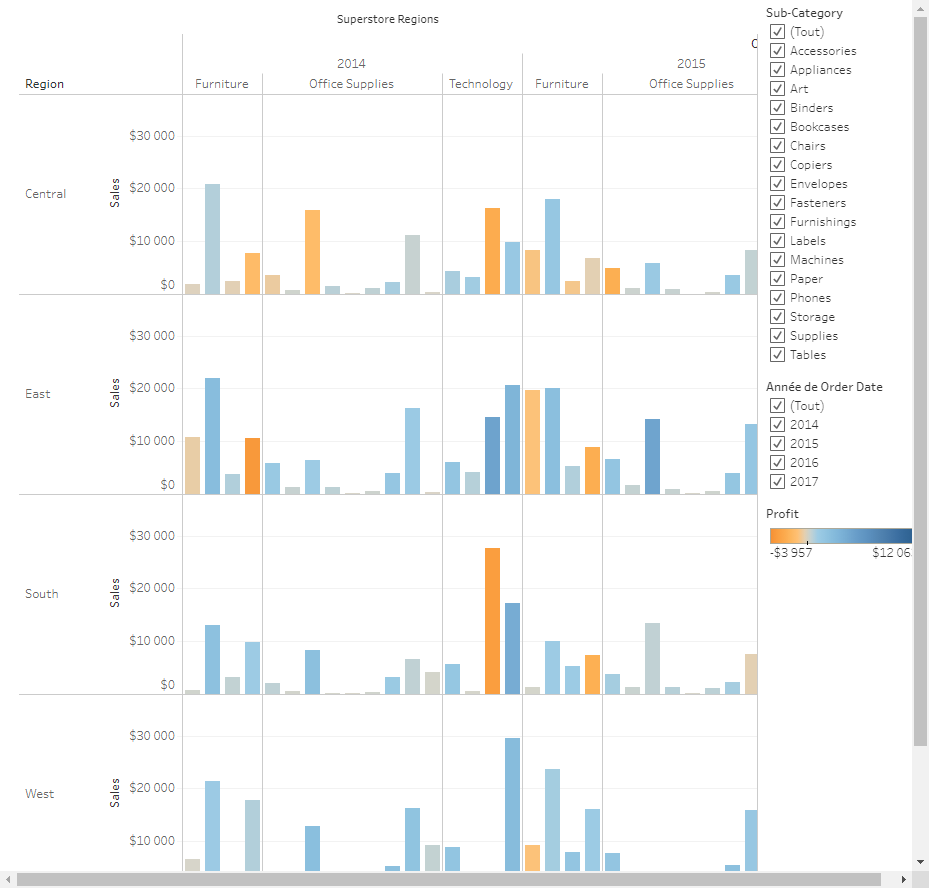 Superstore Regions
2014
2015
Region
Furniture
Office Supplies
Technology
Furniture
Office Supplies
Central
Sales
$30 000
$20 000
$10 000
$0
East
Sales
$30 000
$20 000
$10 000
$0
South
Sales
$30 000
$20 000
$10 000
$0
West
Sales
$30 000
$20 000
$10 000
Sub-Category
(Tout)
Accessories
Appliances
Art
Binders
Bookcases
Chairs
Copiers
Envelopes
Fasteners
Furnishings
Labels
Machines
Paper
Phones
Storage
Supplies
Tables
Année de Order Date
(Tout)
2014
2015
2016
2017
Profit
-$3 957